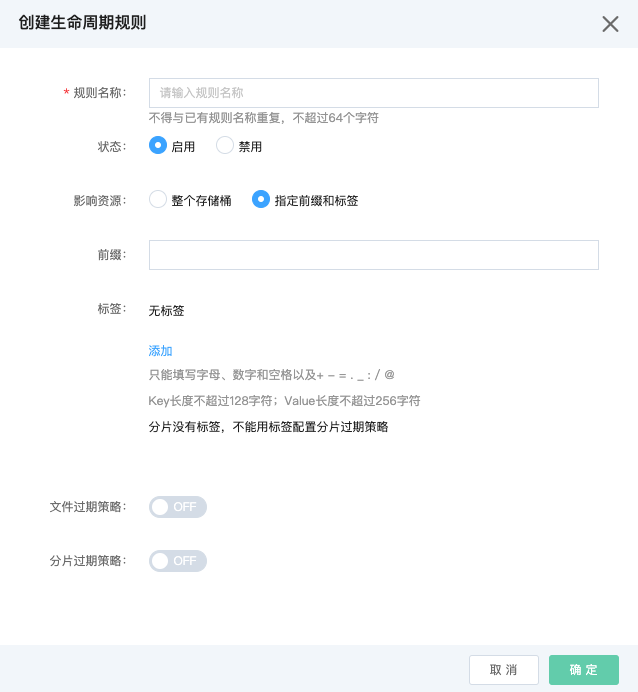 创建生命周期规则
* 规则名称： 请输入规则名称
不得与已有规则名称重复，不超过64个字符
状态： 启用 禁用
影响资源： 整个存储桶 指定前缀和标签
前缀：
标签： 无标签
添加
只能填写字母、数字和空格以及+ – = . _ : / @
Key长度不超过128字符；Value长度不超过256字符
分片没有标签，不能用标签配置分片过期策略
文件过期策略： OFF
分片过期策略： OFF
取 消 确 定